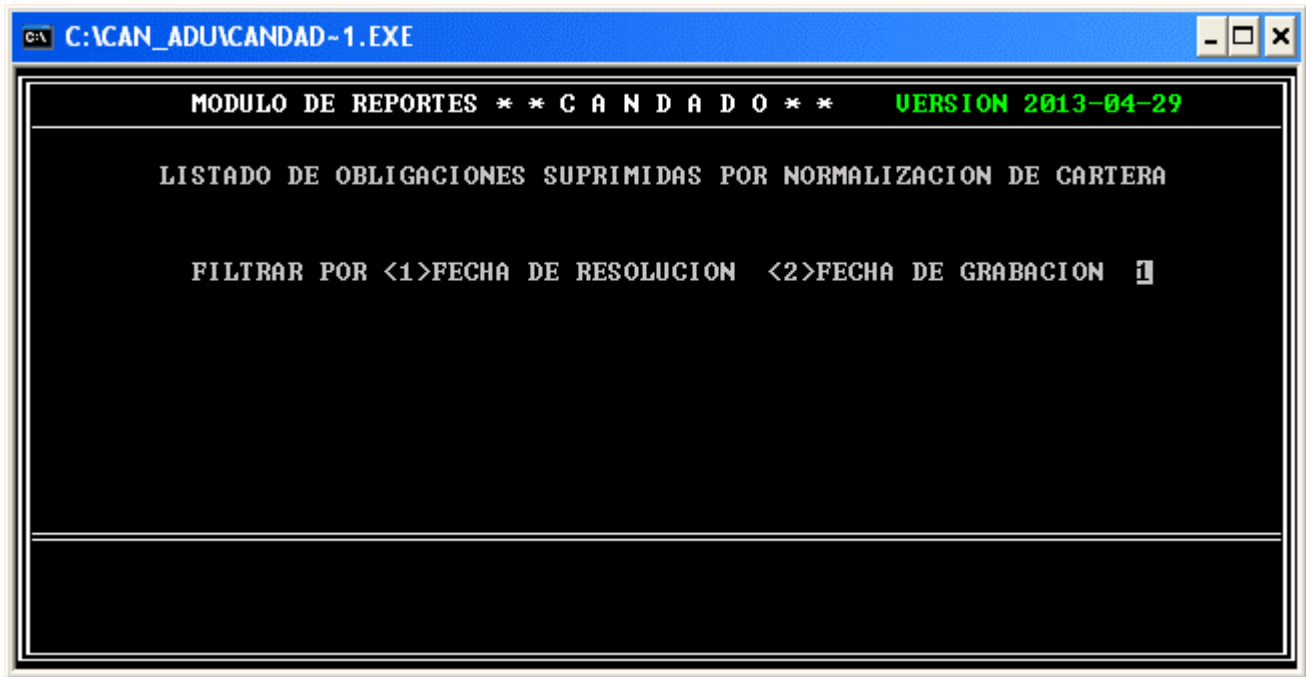 C:\CAN_ADU\CANDAD~1.EXE
MODULO DE REPORTES * * C A N D A D O * * VERSION 2013-04-29
LISTADO DE OBLIGACIONES SUPRIMIDAS POR NORMALIZACION DE CARTERA
FILTRAR POR <1>FECHA DE RESOLUCION <2>FECHA DE GRABACION 1